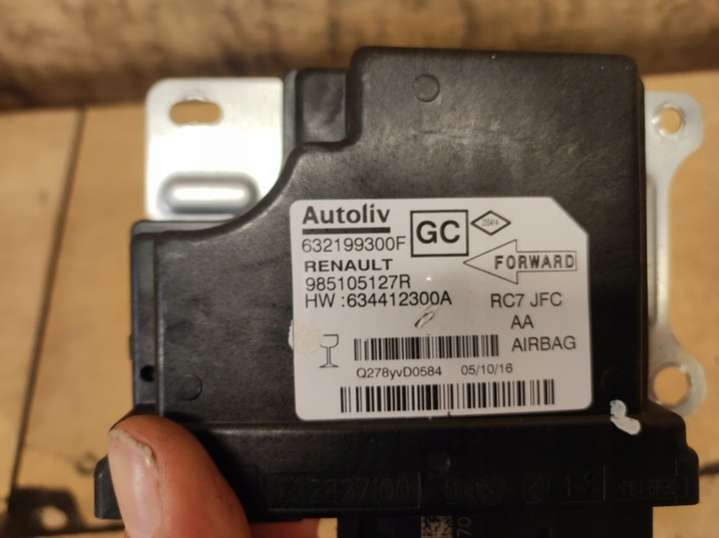 Autoliv
632199300F
GC
RENAULT
FORWARD
985105127R
HW :634412300A
RC7 JFC
AA
AIRBAG
Q278yvD0584 05/10/16